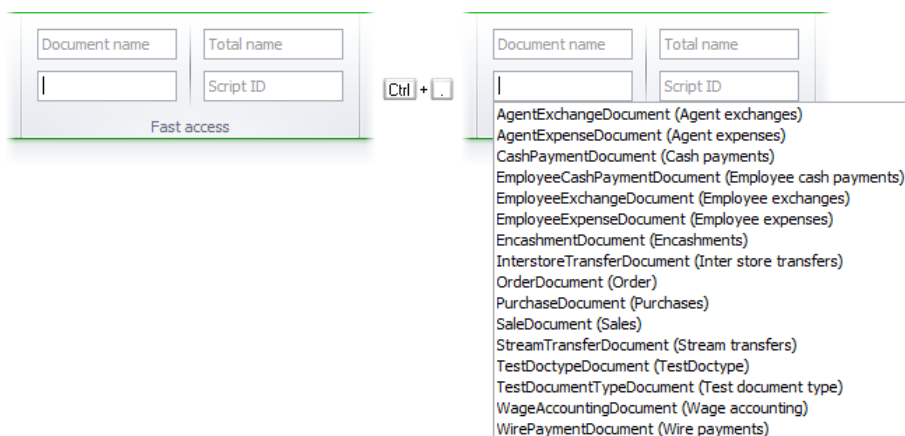 Document name Total name
Script ID
Fast access
Ctrl + .
Document name Total name
Script ID
AgentExchangeDocument (Agent exchanges)
AgentExpenseDocument (Agent expenses)
CashPaymentDocument (Cash payments)
EmployeeCashPaymentDocument (Employee cash payments)
EmployeeExchangeDocument (Employee exchanges)
EmployeeExpenseDocument (Employee expenses)
EncashmentDocument (Encashments)
InterstoreTransferDocument (Inter store transfers)
OrderDocument (Order)
PurchaseDocument (Purchases)
SaleDocument (Sales)
StreamTransferDocument (Stream transfers)
TestDoctypeDocument (TestDoctype)
TestDocumentTypeDocument (Test document type)
WageAccountingDocument (Wage accounting)
WirePaymentDocument (Wire payments)